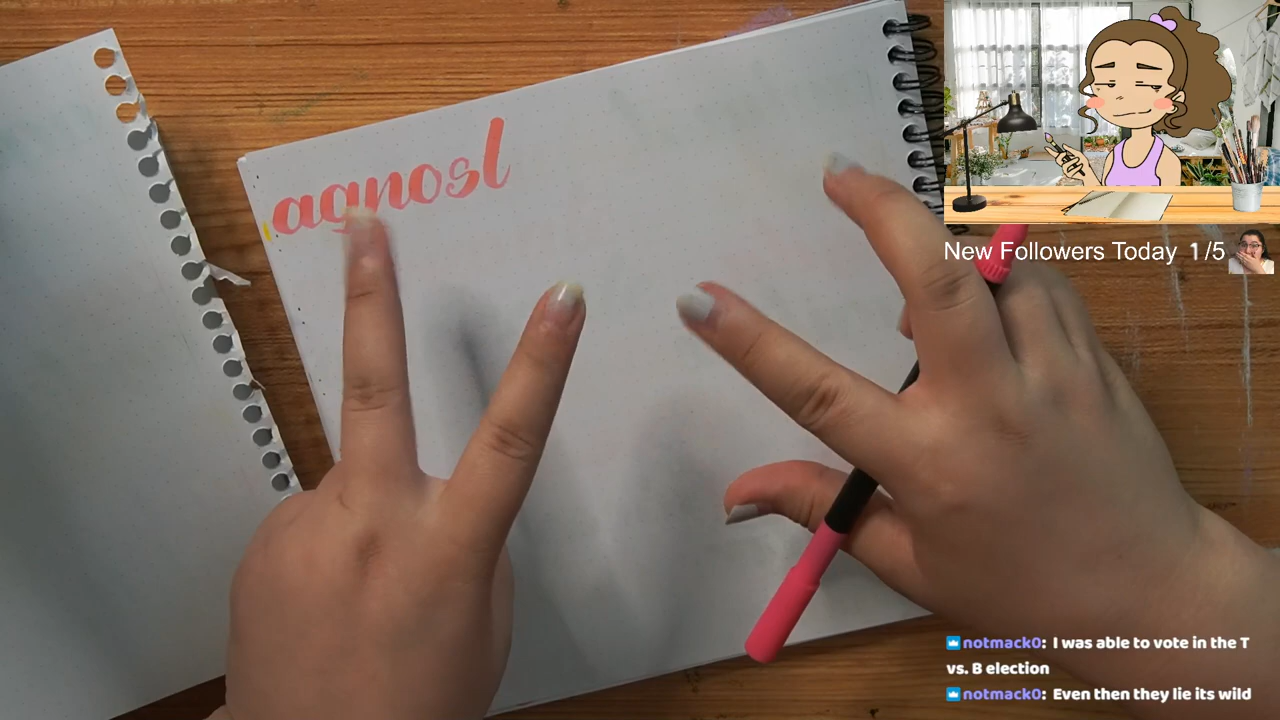 agnosl
New Followers Today 1/5
notmack0: I was able to vote in the T
vs. B election
notmack0: Even then they lie its wild